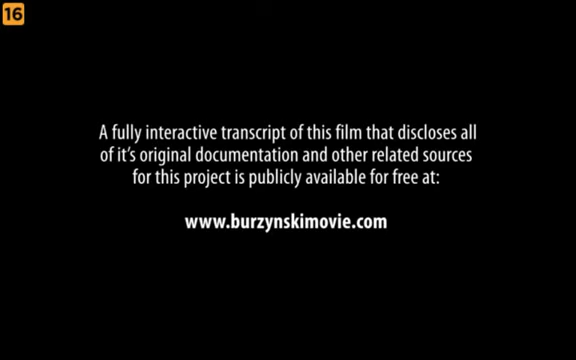 16
A fully interactive transcript of this film that discloses all
of it's original documentation and other related sources
for this project is publicly available for free at:
www.burzynskimovie.com